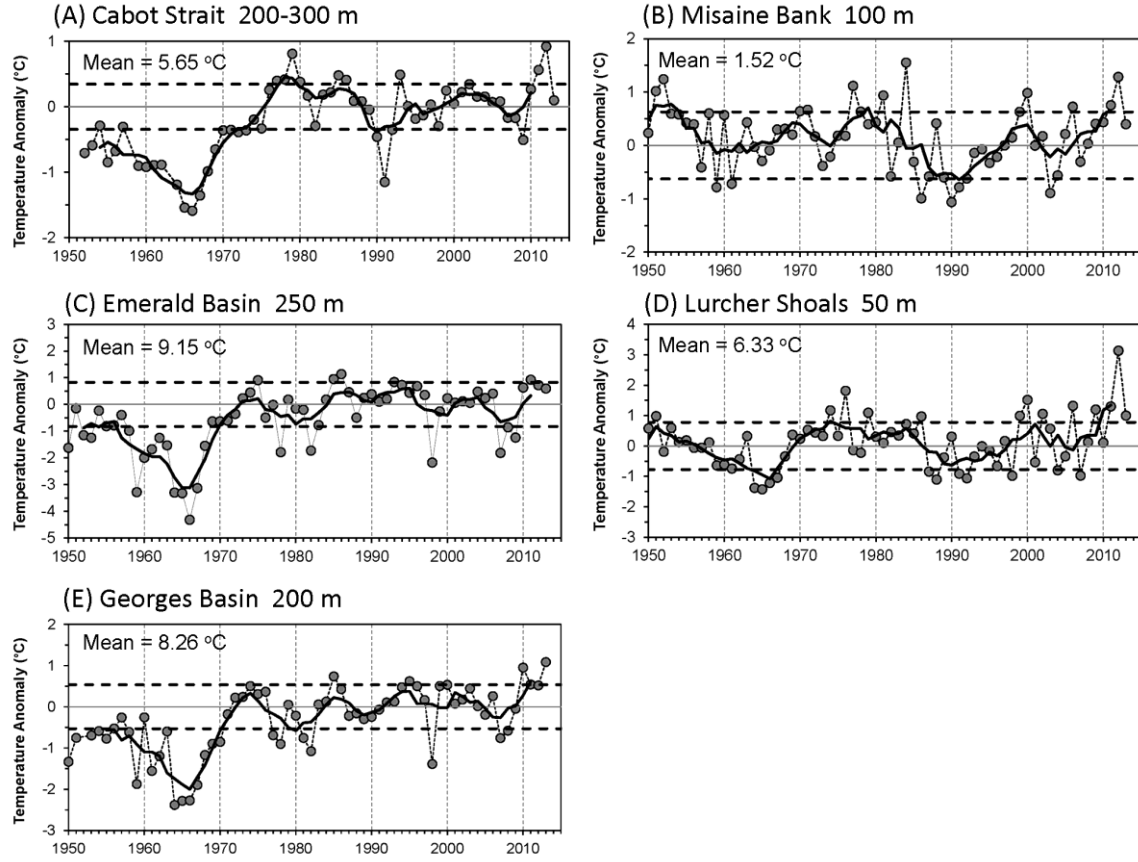 (A) Cabot Strait 200-300 m
Mean = 5.65 °C
Temperature Anomaly (°C)
1
0
-1
-2
1950 1960 1970 1980 1990 2000 2010
(B) Misaine Bank 100 m
Mean = 1.52 °C
Temperature Anomaly (°C)
2
1
0
-1
-2
1950 1960 1970 1980 1990 2000 2010
(C) Emerald Basin 250 m
Mean = 9.15 °C
Temperature Anomaly (°C)
3
2
1
0
-1
-2
-3
-4
-5
1950 1960 1970 1980 1990 2000 2010
(D) Lurcher Shoals 50 m
Mean = 6.33 °C
Temperature Anomaly (°C)
4
3
2
1
0
-1
-2
-3
1950 1960 1970 1980 1990 2000 2010
(E) Georges Basin 200 m
Mean = 8.26 °C
Temperature Anomaly (°C)
2
1
0
-1
-2
-3
1950 1960 1970 1980 1990 2000 2010